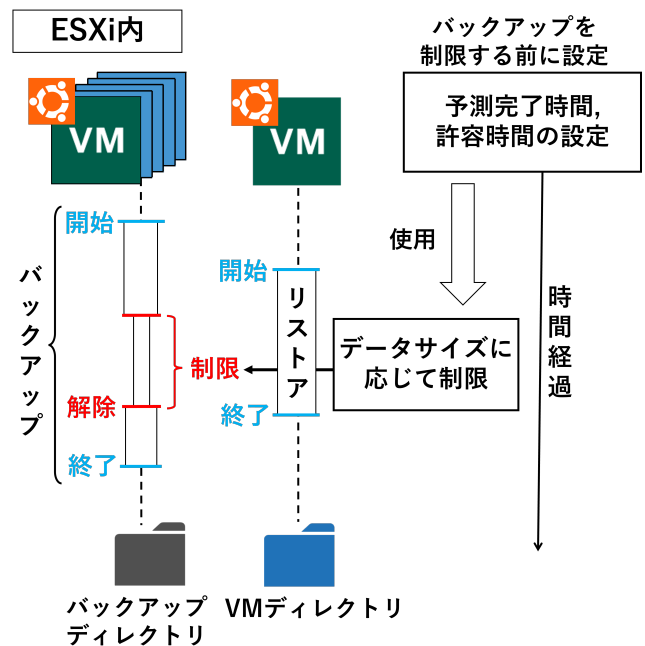 ESXi内
バックアップを
制限する前に設定
予測完了時間,
許容時間の設定
VM
VM
使用
開始
開始
バックアップ
リストア
時間経過
データサイズに
応じて制限
制限
解除
終了
終了
バックアップ
ディレクトリ
VMディレクトリ